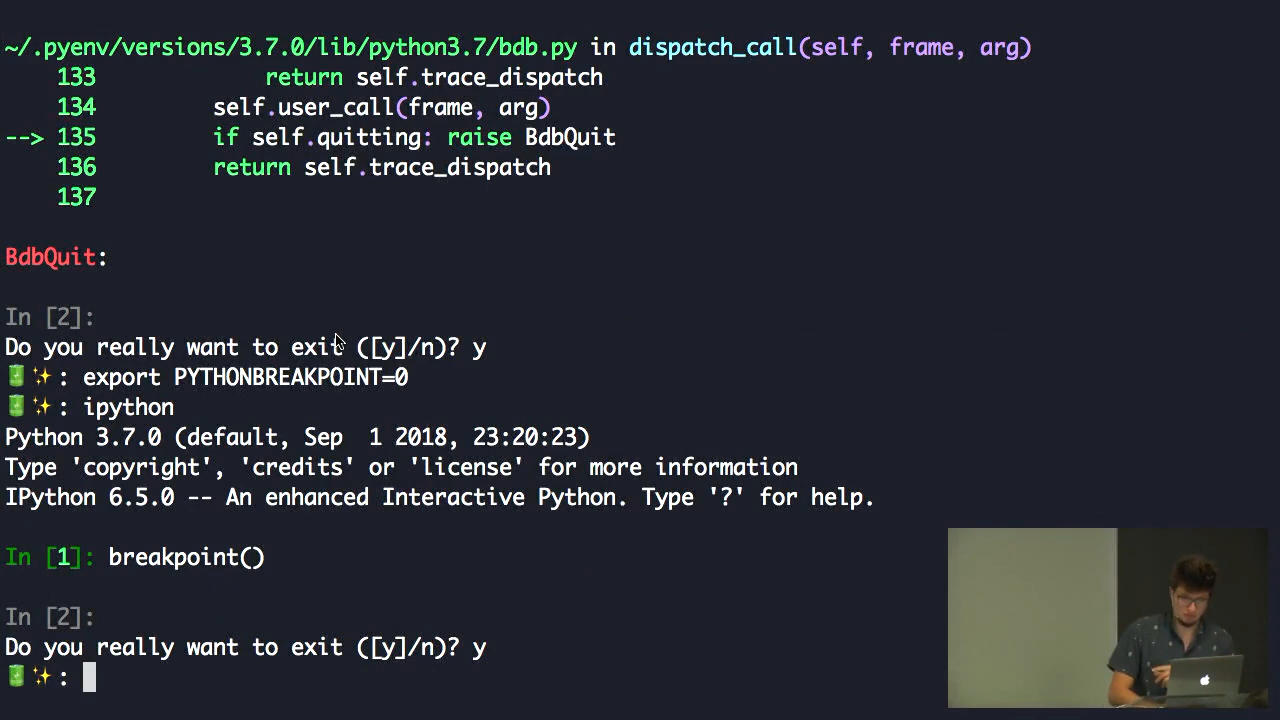 ~/.pyenv/versions/3.7.0/lib/python3.7/bdb.py in dispatch_call(self, frame, arg)
133 return self.trace_dispatch
134 self.user_call(frame, arg)
--> 135 if self.quitting: raise BdbQuit
136 return self.trace_dispatch
137
BdbQuit:
In [2]:
Do you really want to exit ([y]/n)? y
: export PYTHONBREAKPOINT=0
: ipython
Python 3.7.0 (default, Sep 1 2018, 23:20:23)
Type 'copyright', 'credits' or 'license' for more information
IPython 6.5.0 -- An enhanced Interactive Python. Type '?' for help.
In [1]: breakpoint()
In [2]:
Do you really want to exit ([y]/n)? y
: